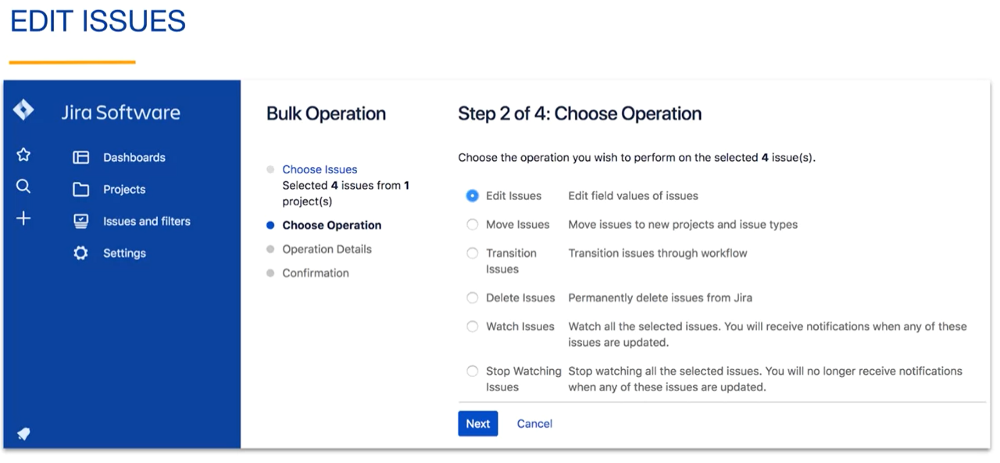 EDIT ISSUES
Jira Software
Dashboards
Projects
Issues and filters
Settings
Bulk Operation
Choose Issues
Selected 4 issues from 1
project(s)
Choose Operation
Operation Details
Confirmation
Step 2 of 4: Choose Operation
Choose the operation you wish to perform on the selected 4 issue(s).
Edit Issues Edit field values of issues
Move Issues Move issues to new projects and issue types
Transition Transition issues through workflow
Issues
Delete Issues Permanently delete issues from Jira
Watch Issues Watch all the selected issues. You will receive notifications when any of these
issues are updated.
Stop Watching Stop watching all the selected issues. You will no longer receive notifications
Issues when any of these issues are updated.
Next Cancel